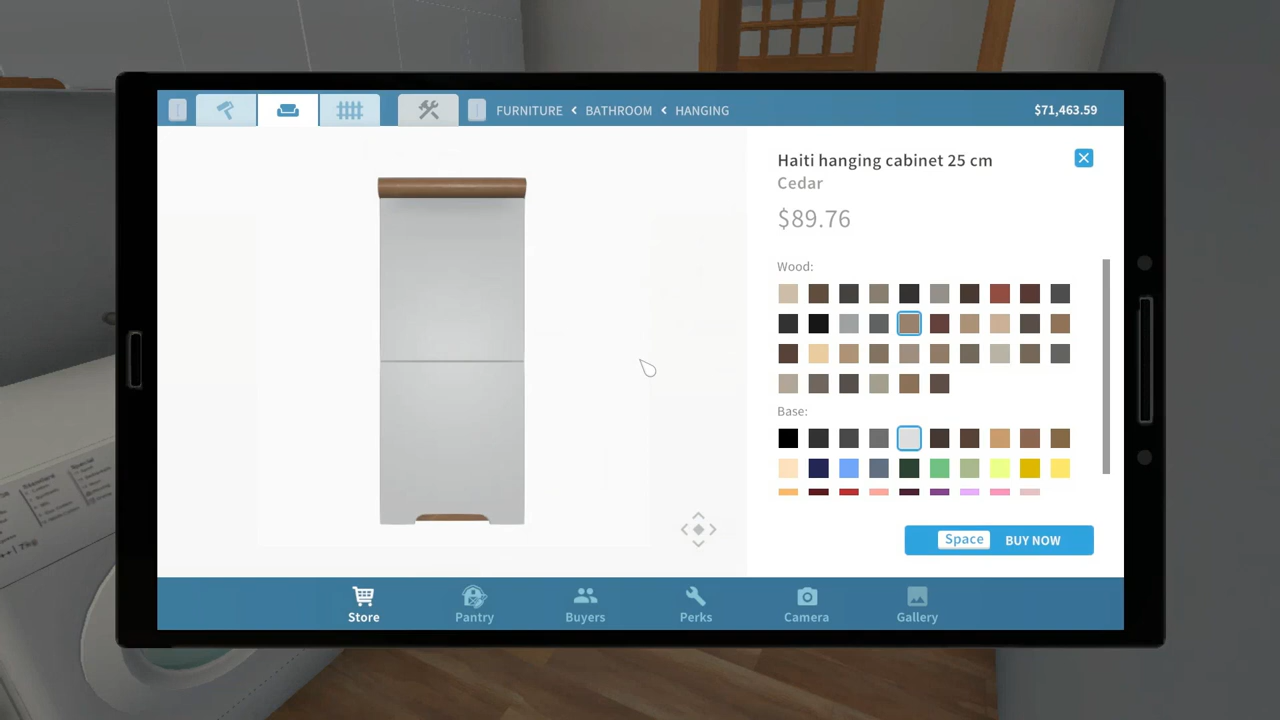 FURNITURE < BATHROOM < HANGING
$71,463.59
Haiti hanging cabinet 25 cm
Cedar
$89.76
Wood:
Base:
Space BUY NOW
Store
Pantry
Buyers
Perks
Camera
Gallery